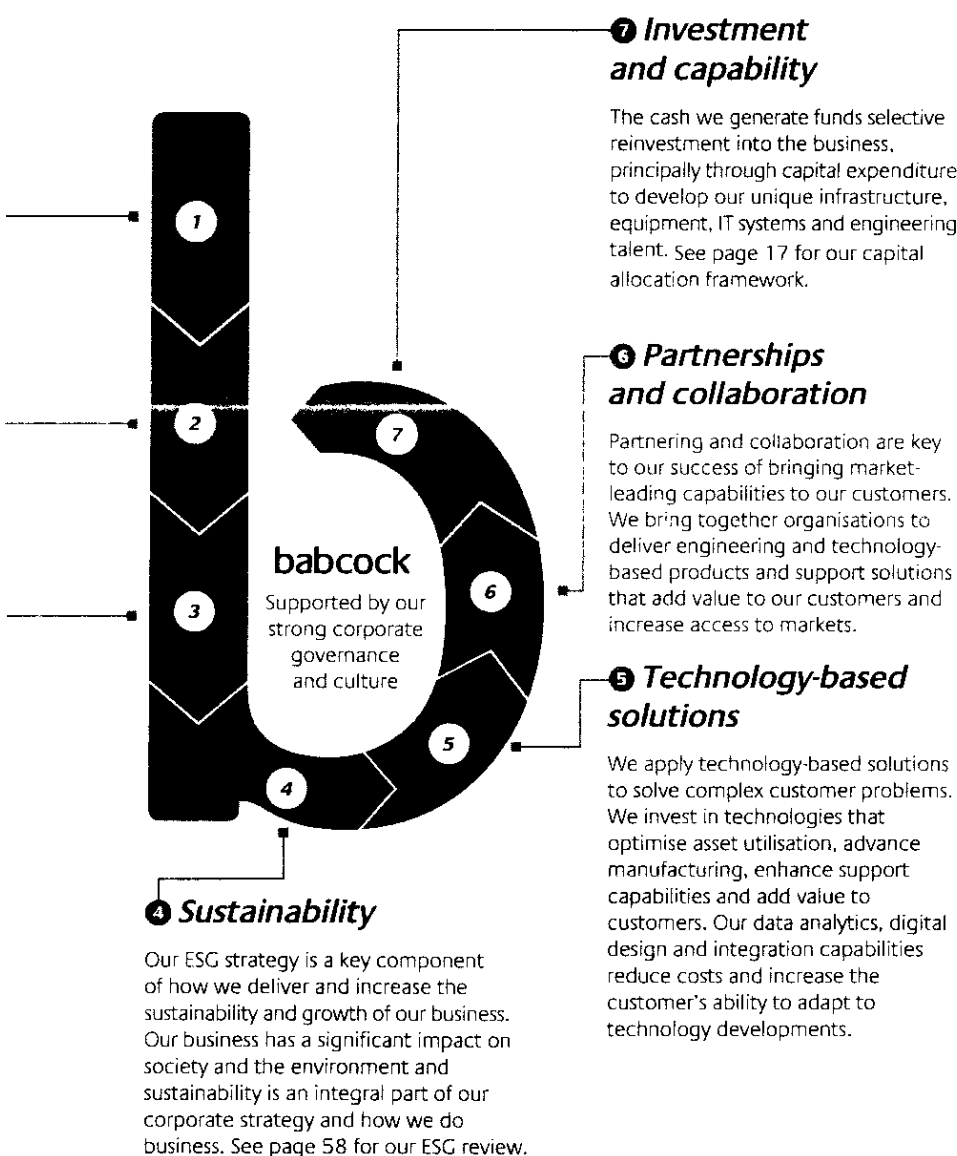 7 Investment
and capability
The cash we generate funds selective
reinvestment into the business,
principally through capital expenditure
to develop our unique infrastructure,
equipment, IT systems and engineering
talent. See page 17 for our capital
allocation framework.
1
2
3
4
5
6
7
babcock
Supported by our
strong corporate
governance
and culture
6 Partnerships
and collaboration
Partnering and collaboration are key
to our success of bringing market-
leading capabilities to our customers.
We bring together organisations to
deliver engineering and technology-
based products and support solutions
that add value to our customers and
increase access to markets.
5 Technology-based
solutions
We apply technology-based solutions
to solve complex customer problems.
We invest in technologies that
optimise asset utilisation, advance
manufacturing, enhance support
capabilities and add value to
customers. Our data analytics, digital
design and integration capabilities
reduce costs and increase the
customer's ability to adapt to
technology developments.
4 Sustainability
Our ESG strategy is a key component
of how we deliver and increase the
sustainability and growth of our business.
Our business has a significant impact on
society and the environment and
sustainability is an integral part of our
corporate strategy and how we do
business. See page 58 for our ESG review.